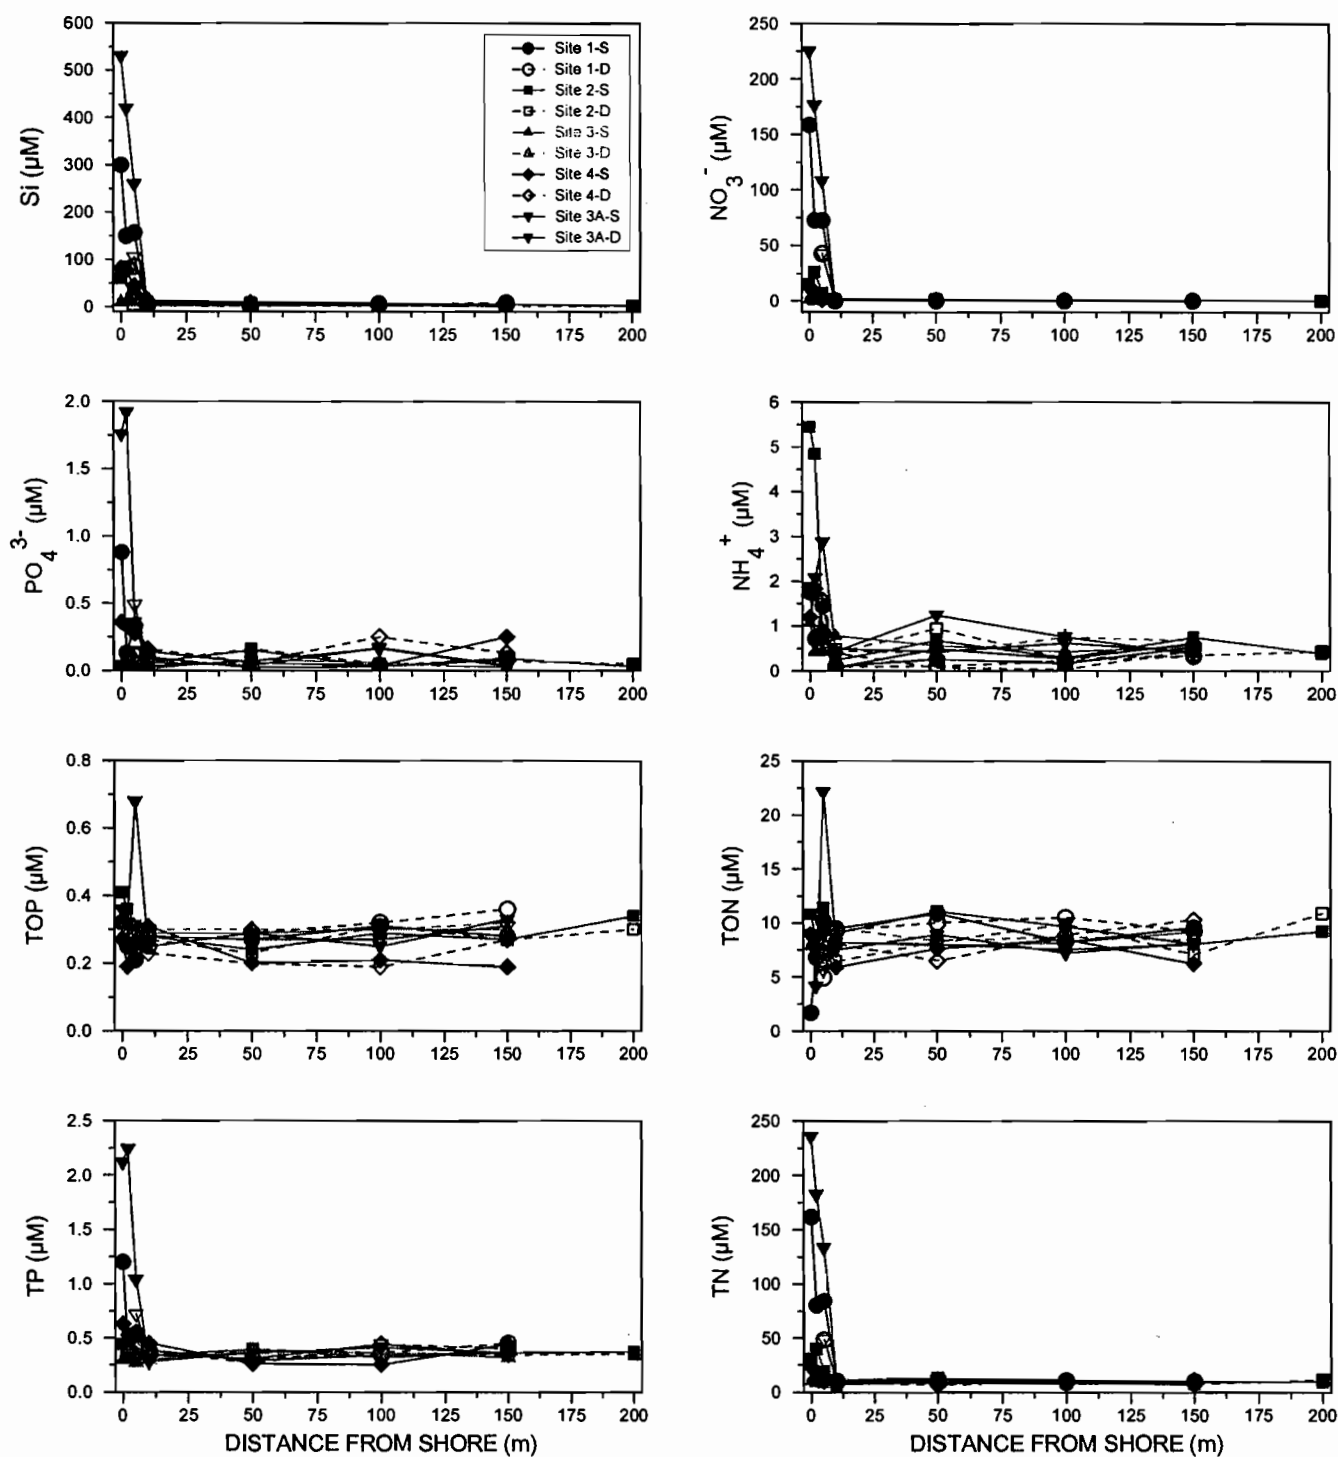 Si (µM)
600
500
400
300
200
100
0
0 25 50 75 100 125 150 175 200
Site 1-S
Site 1-D
Site 2-S
Site 2-D
Site 3-S
Site 3-D
Site 4-S
Site 4-D
Site 3A-S
Site 3A-D
NO3- (µM)
250
200
150
100
50
0
0 25 50 75 100 125 150 175 200
PO4 3- (µM)
2.0
1.5
1.0
0.5
0.0
0 25 50 75 100 125 150 175 200
NH4+ (µM)
6
5
4
3
2
1
0
0 25 50 75 100 125 150 175 200
TOP (µM)
0.8
0.6
0.4
0.2
0.0
0 25 50 75 100 125 150 175 200
TON (µM)
25
20
15
10
5
0
0 25 50 75 100 125 150 175 200
TP (µM)
2.5
2.0
1.5
1.0
0.5
0.0
0 25 50 75 100 125 150 175 200
DISTANCE FROM SHORE (m)
TN (µM)
250
200
150
100
50
0
0 25 50 75 100 125 150 175 200
DISTANCE FROM SHORE (m)